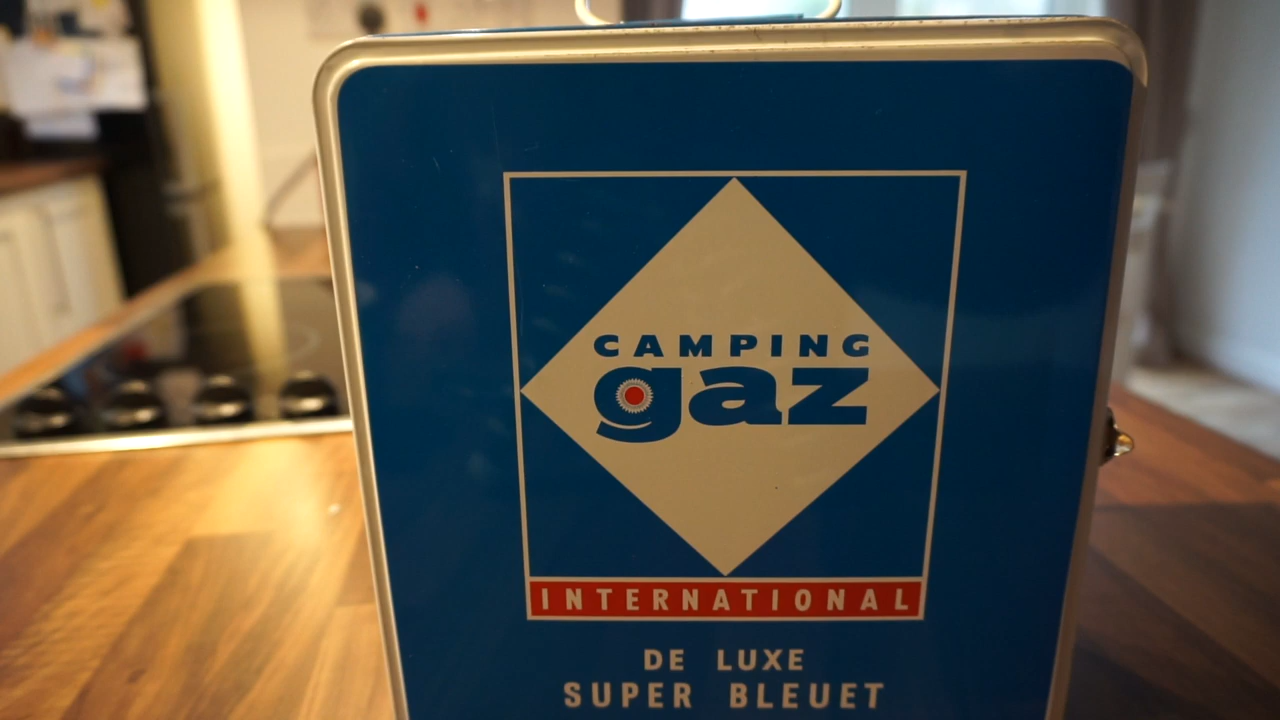 CAMPING
gaz
INTERNATIONAL
DE LUXE
SUPER BLEUET